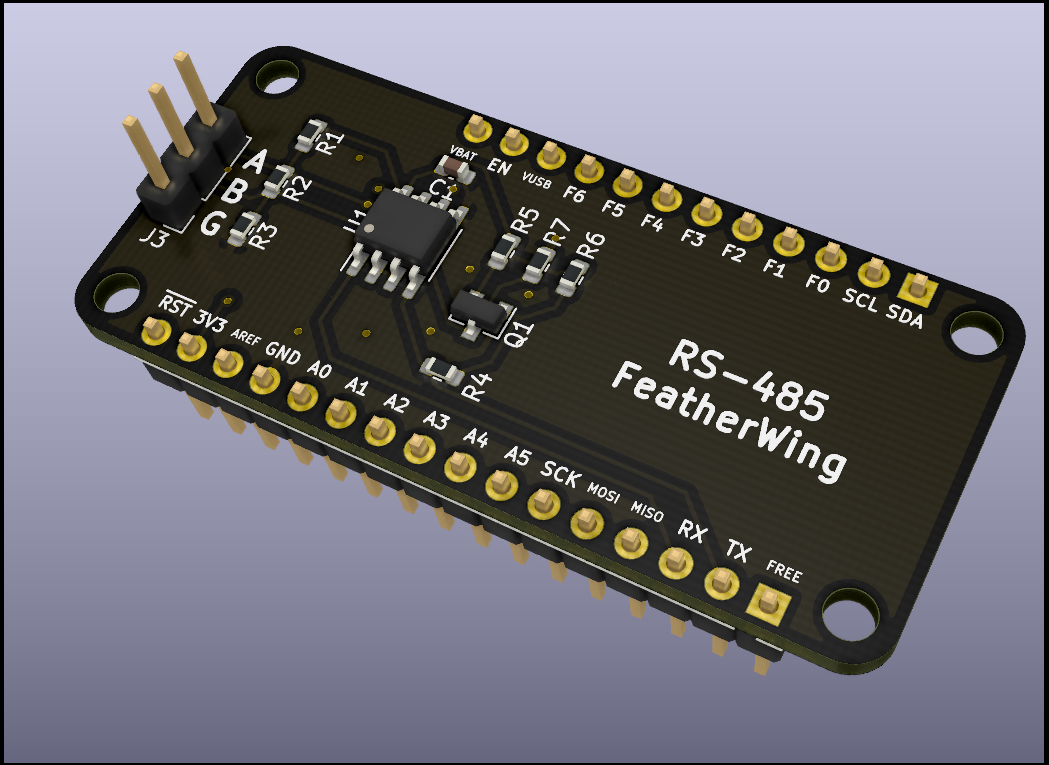 VBAT EN VUSB F6 F5 F4 F3 F2 F1 F0 SCL SDA
R1
A
R2
B
C1
G
R3
U1
J3
R5
R7
R6
Q1
R4
RS-485
FeatherWing
RST 3V3 AREF GND A0 A1 A2 A3 A4 A5 SCK MOSI MISO RX TX FREE